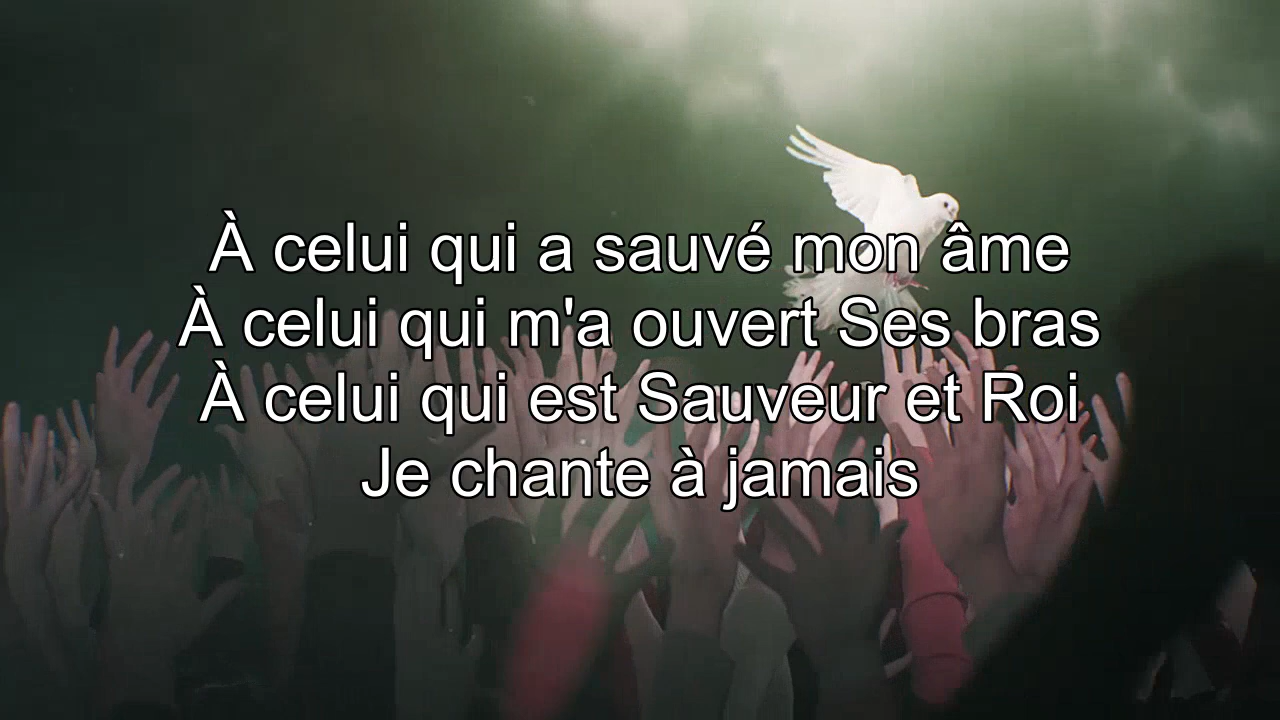 À celui qui a sauvé mon âme
À celui qui m'a ouvert Ses bras
À celui qui est Sauveur et Roi
Je chante à jamais